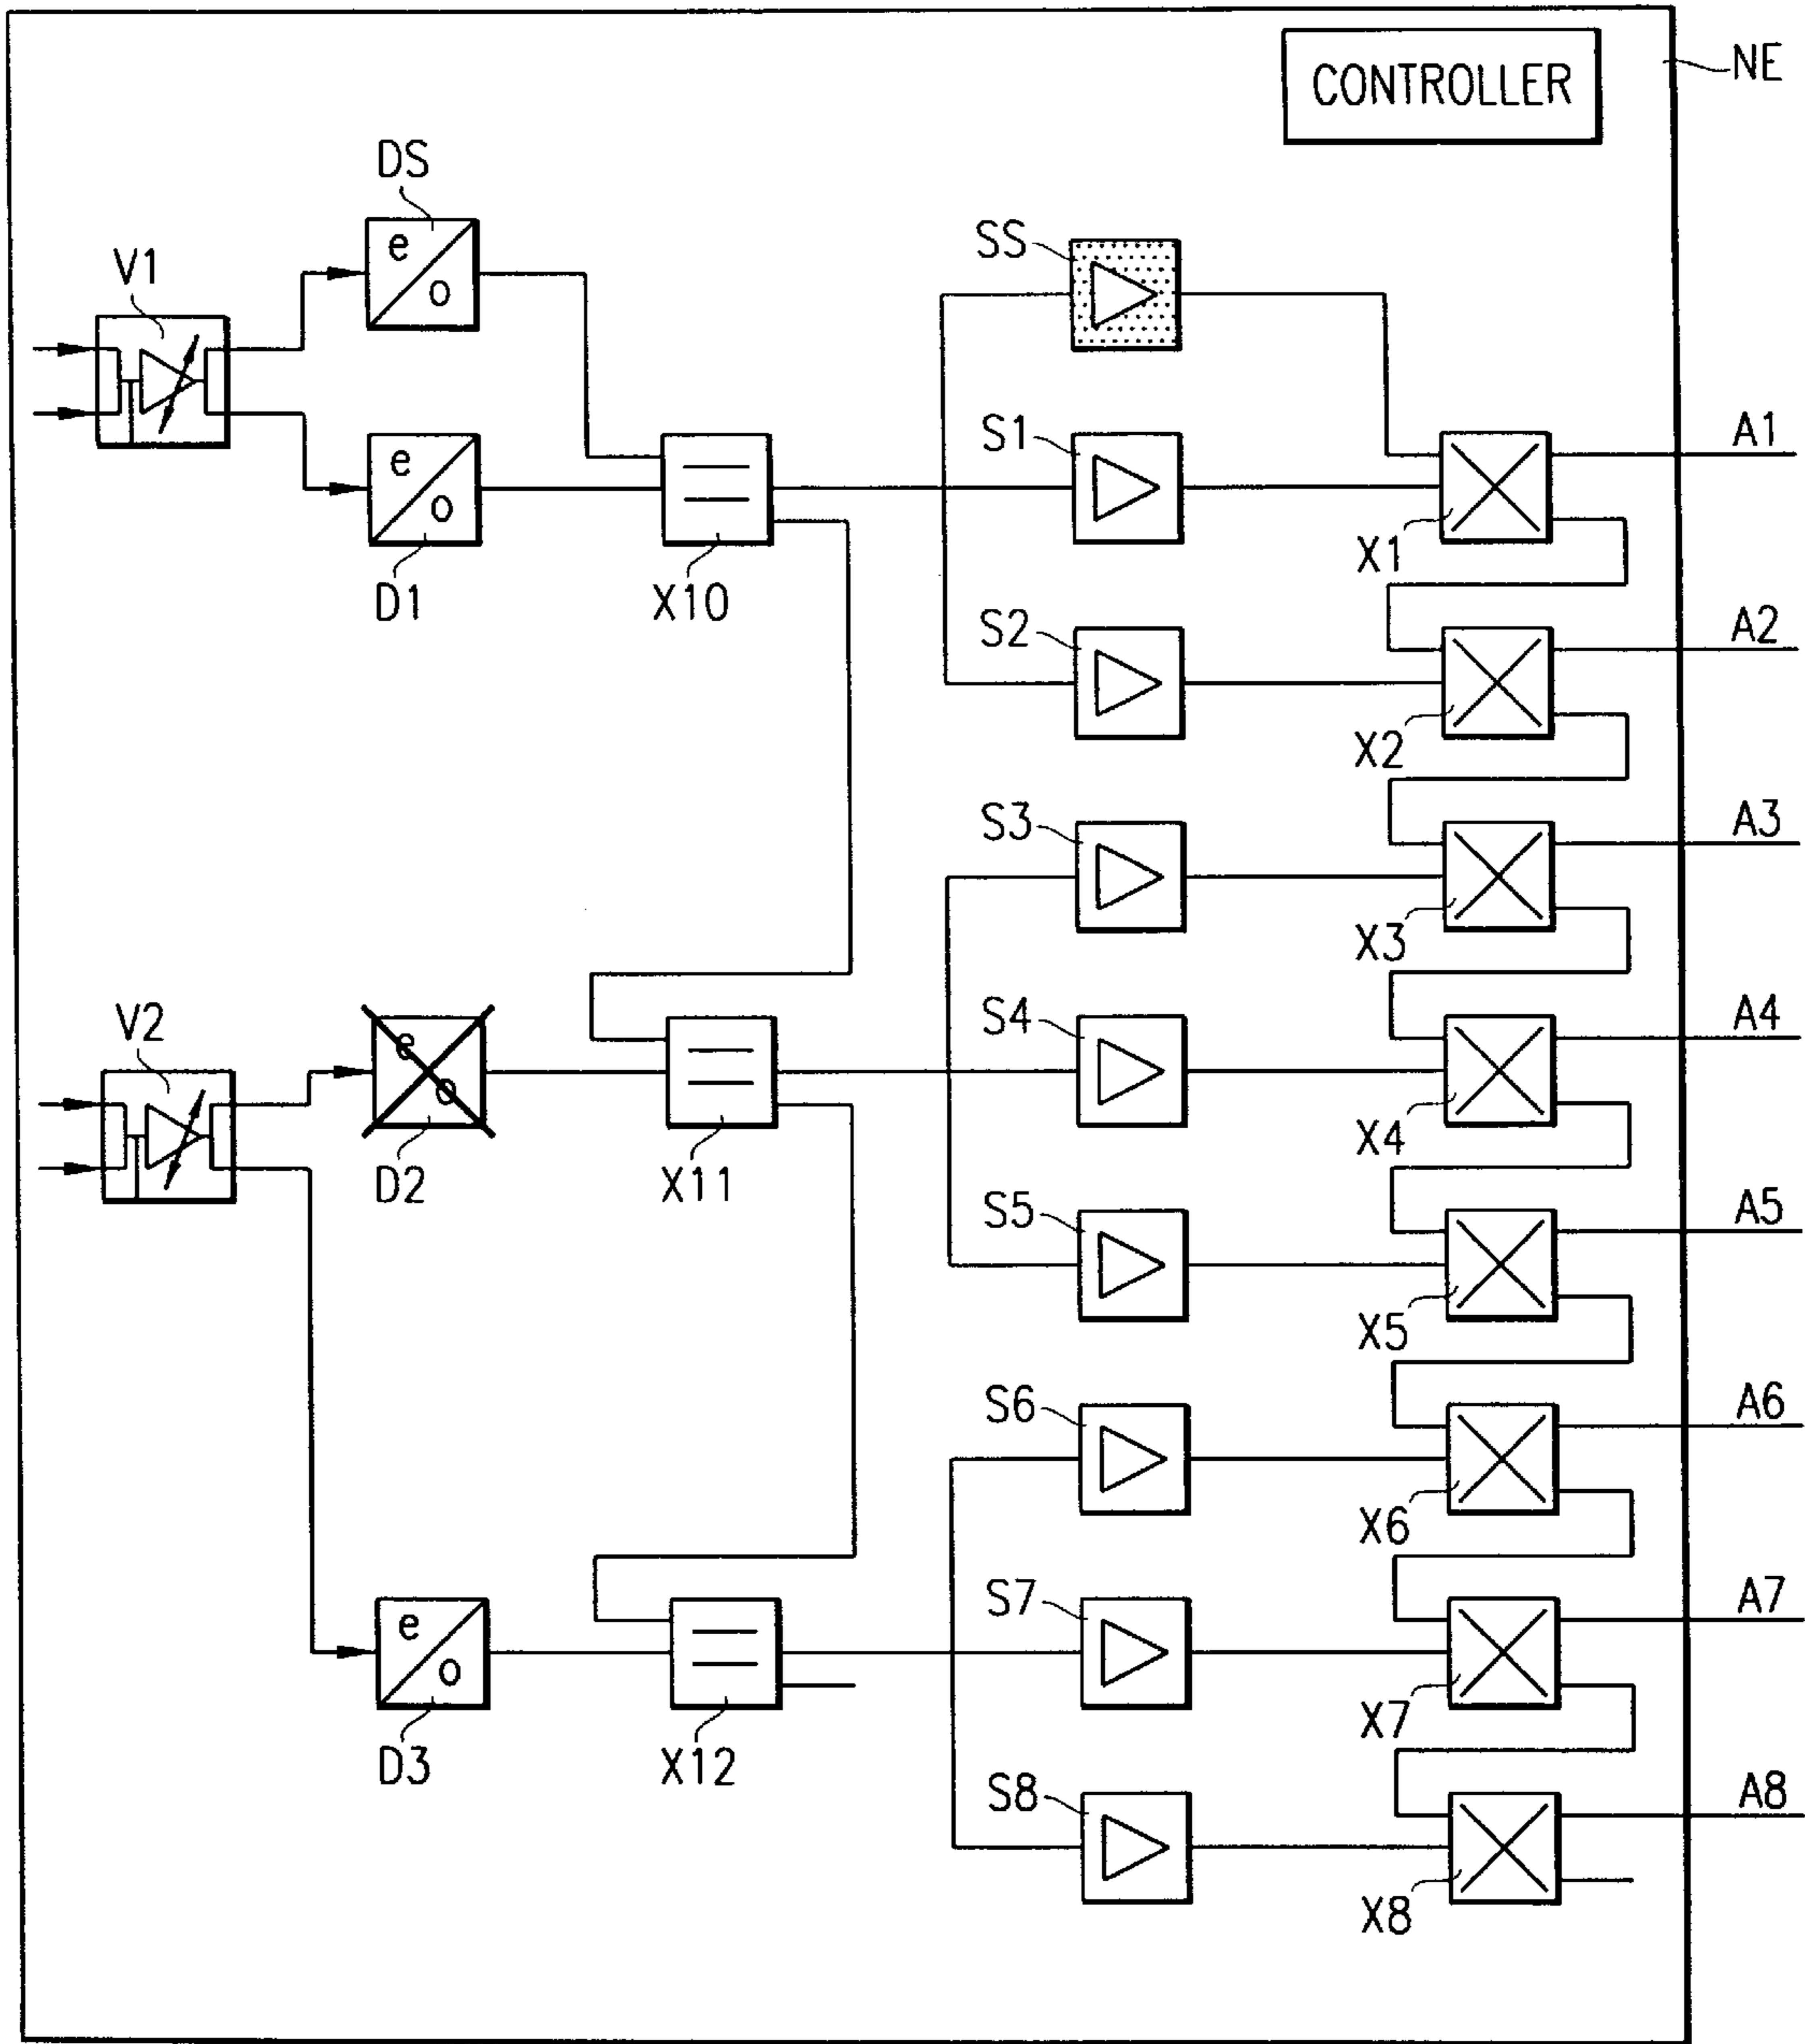 CONTROLLER
NE
DS
e
o
V1
SS
S1
A1
e
o
D1
X10
X1
S2
A2
X2
S3
A3
X3
V2
e
o
D2
X11
S4
A4
X4
S5
A5
X5
S6
A6
X6
e
o
D3
X12
S7
A7
X7
S8
A8
X8